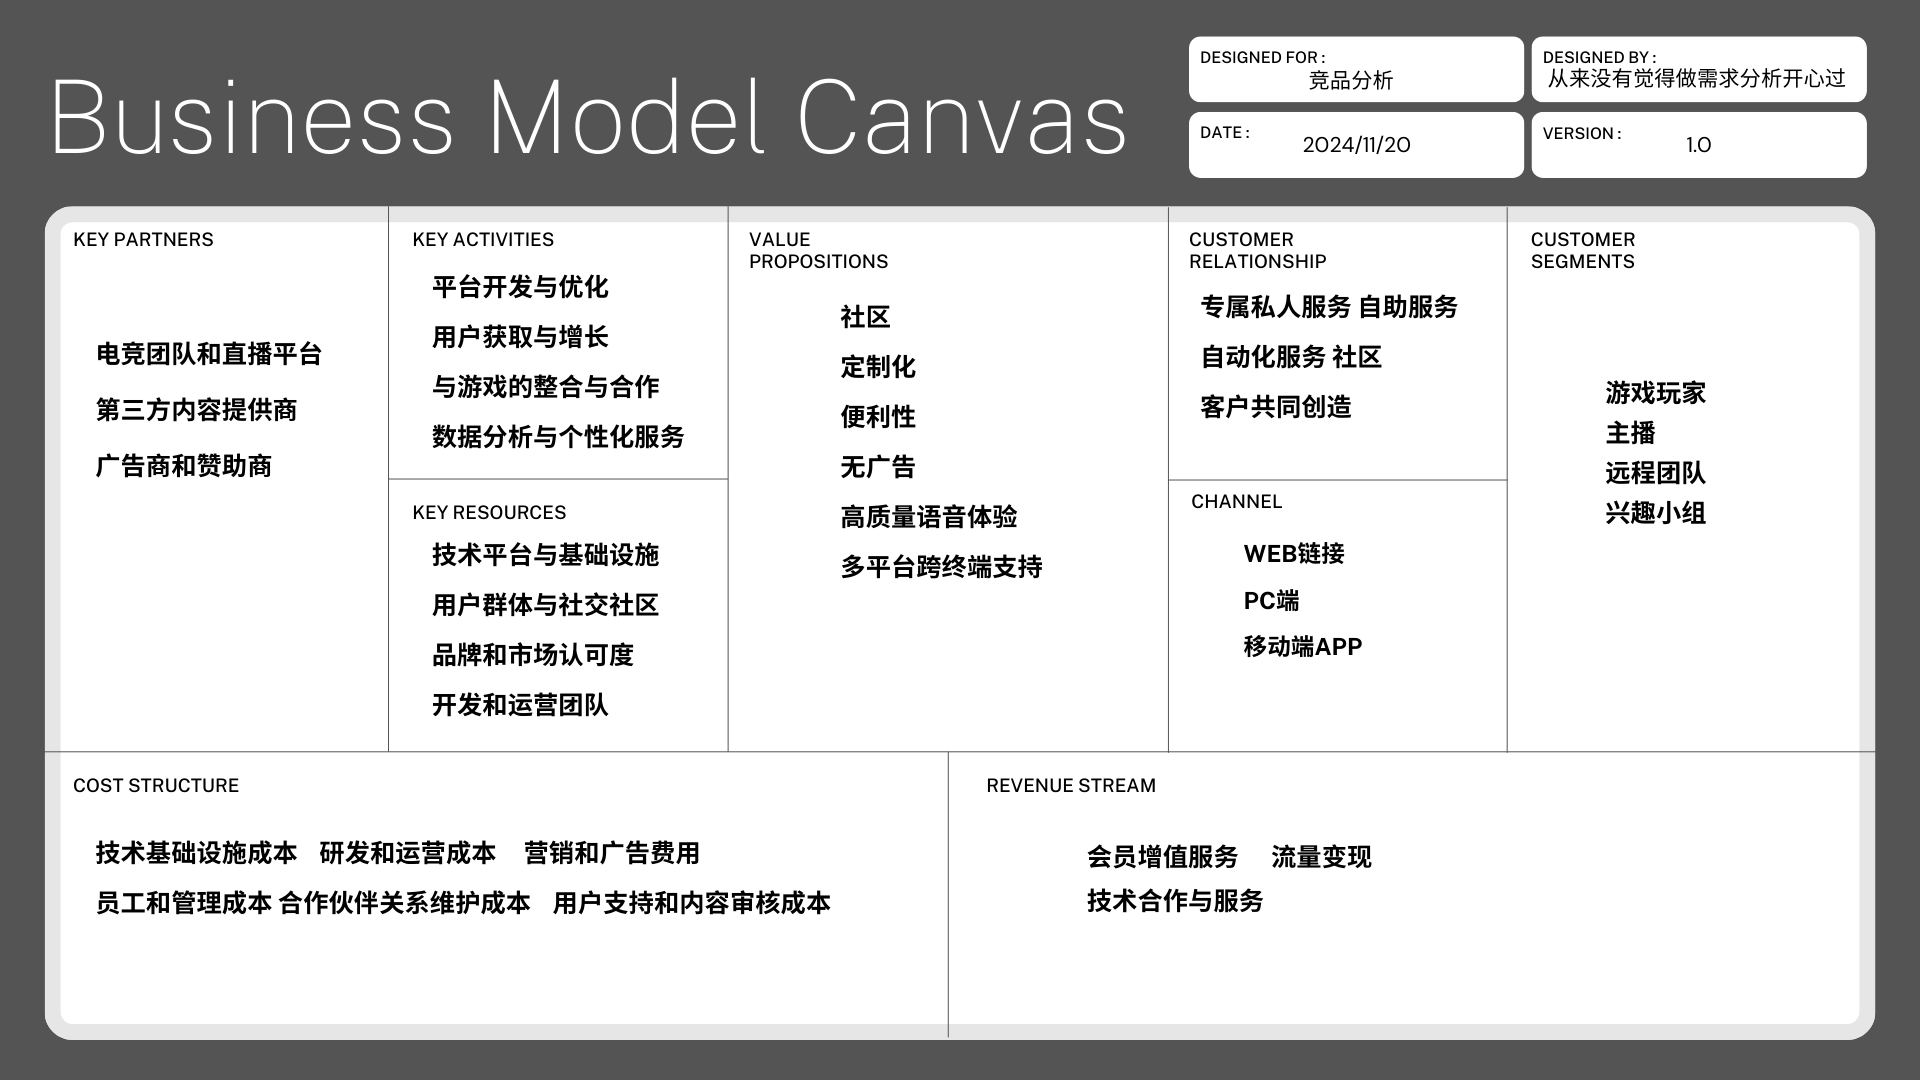 Business Model Canvas
DESIGNED FOR :
竞品分析
DESIGNED BY :
从来没有觉得做需求分析开心过
DATE :
2024/11/20
VERSION :
1.0
KEY PARTNERS
电竞团队和直播平台
第三方内容提供商
广告商和赞助商
KEY ACTIVITIES
平台开发与优化
用户获取与增长
与游戏的整合与合作
数据分析与个性化服务
KEY RESOURCES
技术平台与基础设施
用户群体与社交社区
品牌和市场认可度
开发和运营团队
VALUE
PROPOSITIONS
社区
定制化
便利性
无广告
高质量语音体验
多平台跨终端支持
CUSTOMER
RELATIONSHIP
专属私人服务 自助服务
自动化服务 社区
客户共同创造
CHANNEL
WEB链接
PC端
移动端APP
CUSTOMER
SEGMENTS
游戏玩家
主播
远程团队
兴趣小组
COST STRUCTURE
技术基础设施成本 研发和运营成本 营销和广告费用
员工和管理成本 合作伙伴关系维护成本 用户支持和内容审核成本
REVENUE STREAM
会员增值服务 流量变现
技术合作与服务